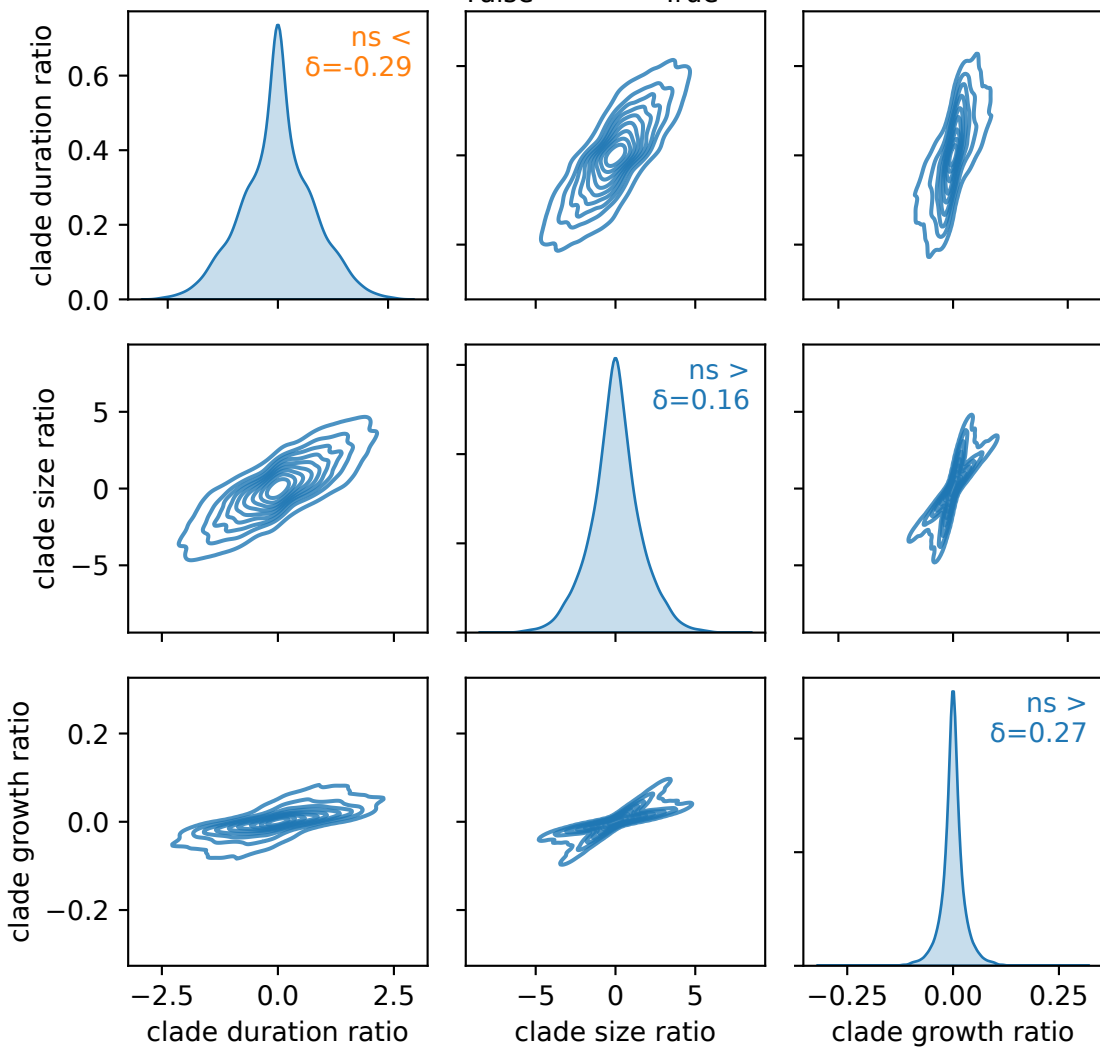 clade duration ratio
0.6
0.4
0.2
0.0
ns <
δ=-0.29
clade size ratio
5
0
−5
ns >
δ=0.16
clade growth ratio
0.2
0.0
−0.2
ns >
δ=0.27
−2.5 0.0 2.5
clade duration ratio
−5 0 5
clade size ratio
−0.25 0.00 0.25
clade growth ratio